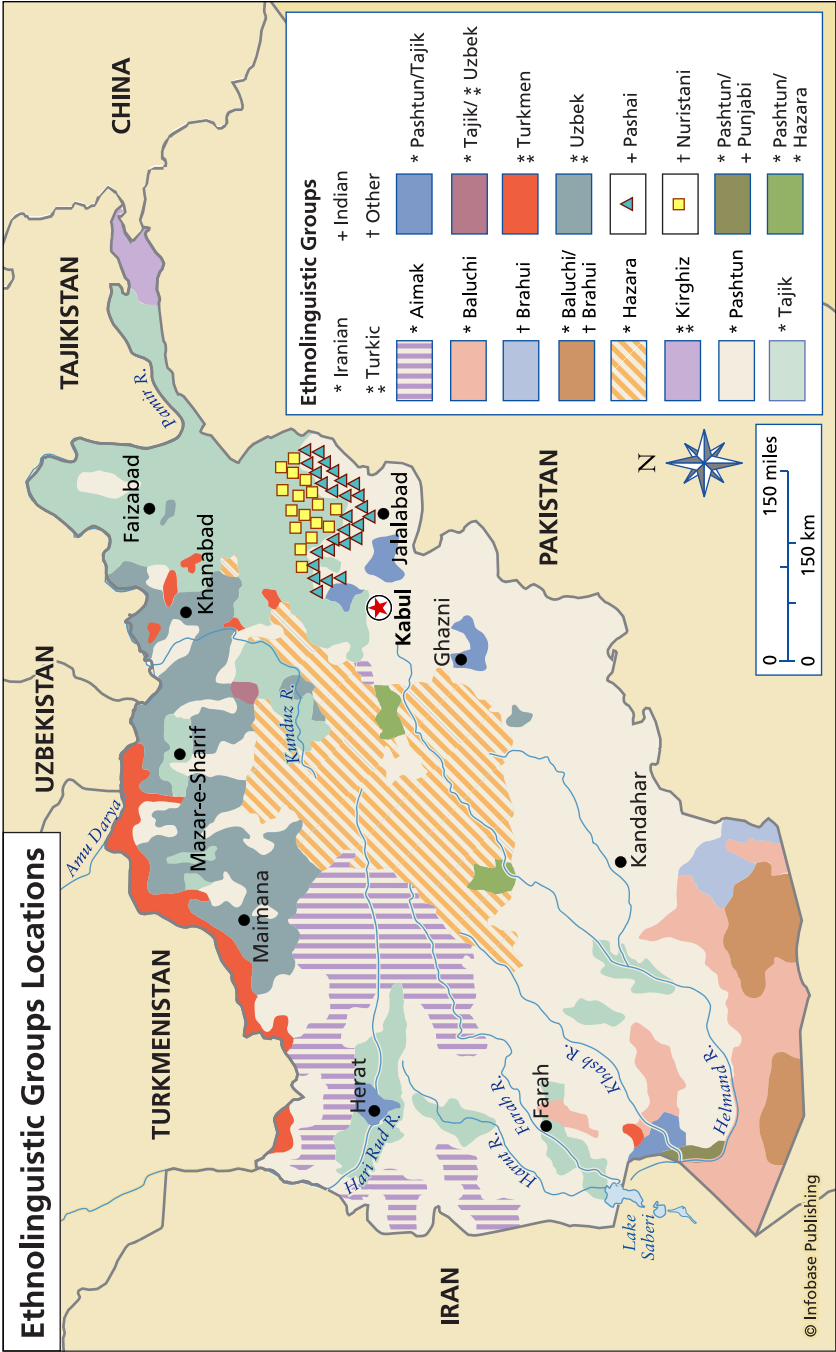 Ethnolinguistic Groups Locations
CHINA
TAJIKISTAN
UZBEKISTAN
TURKMENISTAN
IRAN
PAKISTAN
Amu Darya
Pamir R.
Kunduz R.
Hari Rud R.
Harut R.
Farah R.
Khash R.
Helmand R.
Lake
Saberi
Faizabad
Khanabad
Mazar-e-Sharif
Maimana
Herat
Farah
Kandahar
Ghazni
Kabul
Jalalabad
N
0
150 miles
0
150 km
Ethnolinguistic Groups
* Iranian
+ Indian
** Turkic
† Other
* Aimak
* Baluchi
† Brahui
* Baluchi/
† Brahui
* Hazara
** Kirghiz
* Pashtun
* Tajik
* Pashtun/Tajik
* Tajik/ ** Uzbek
** Turkmen
** Uzbek
+ Pashai
† Nuristani
* Pashtun/
+ Punjabi
* Pashtun/
* Hazara
© Infobase Publishing